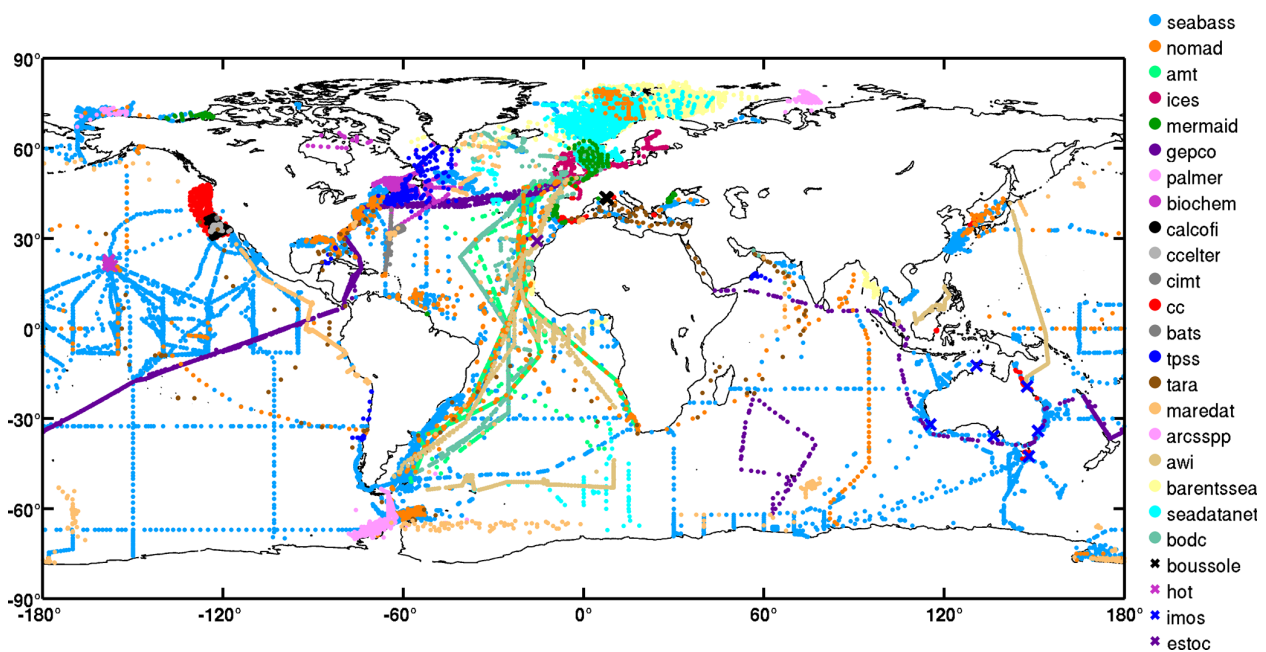 90°
60°
30°
0°
-30°
-60°
-90°
-180°
-120°
-60°
0°
60°
120°
180°
seabass
nomad
amt
ices
mermaid
gepco
palmer
biochem
calcofi
ccelter
cimt
cc
bats
tpss
tara
maredat
arcsspp
awi
barentssea
seadatanet
bodc
boussole
hot
imos
estoc